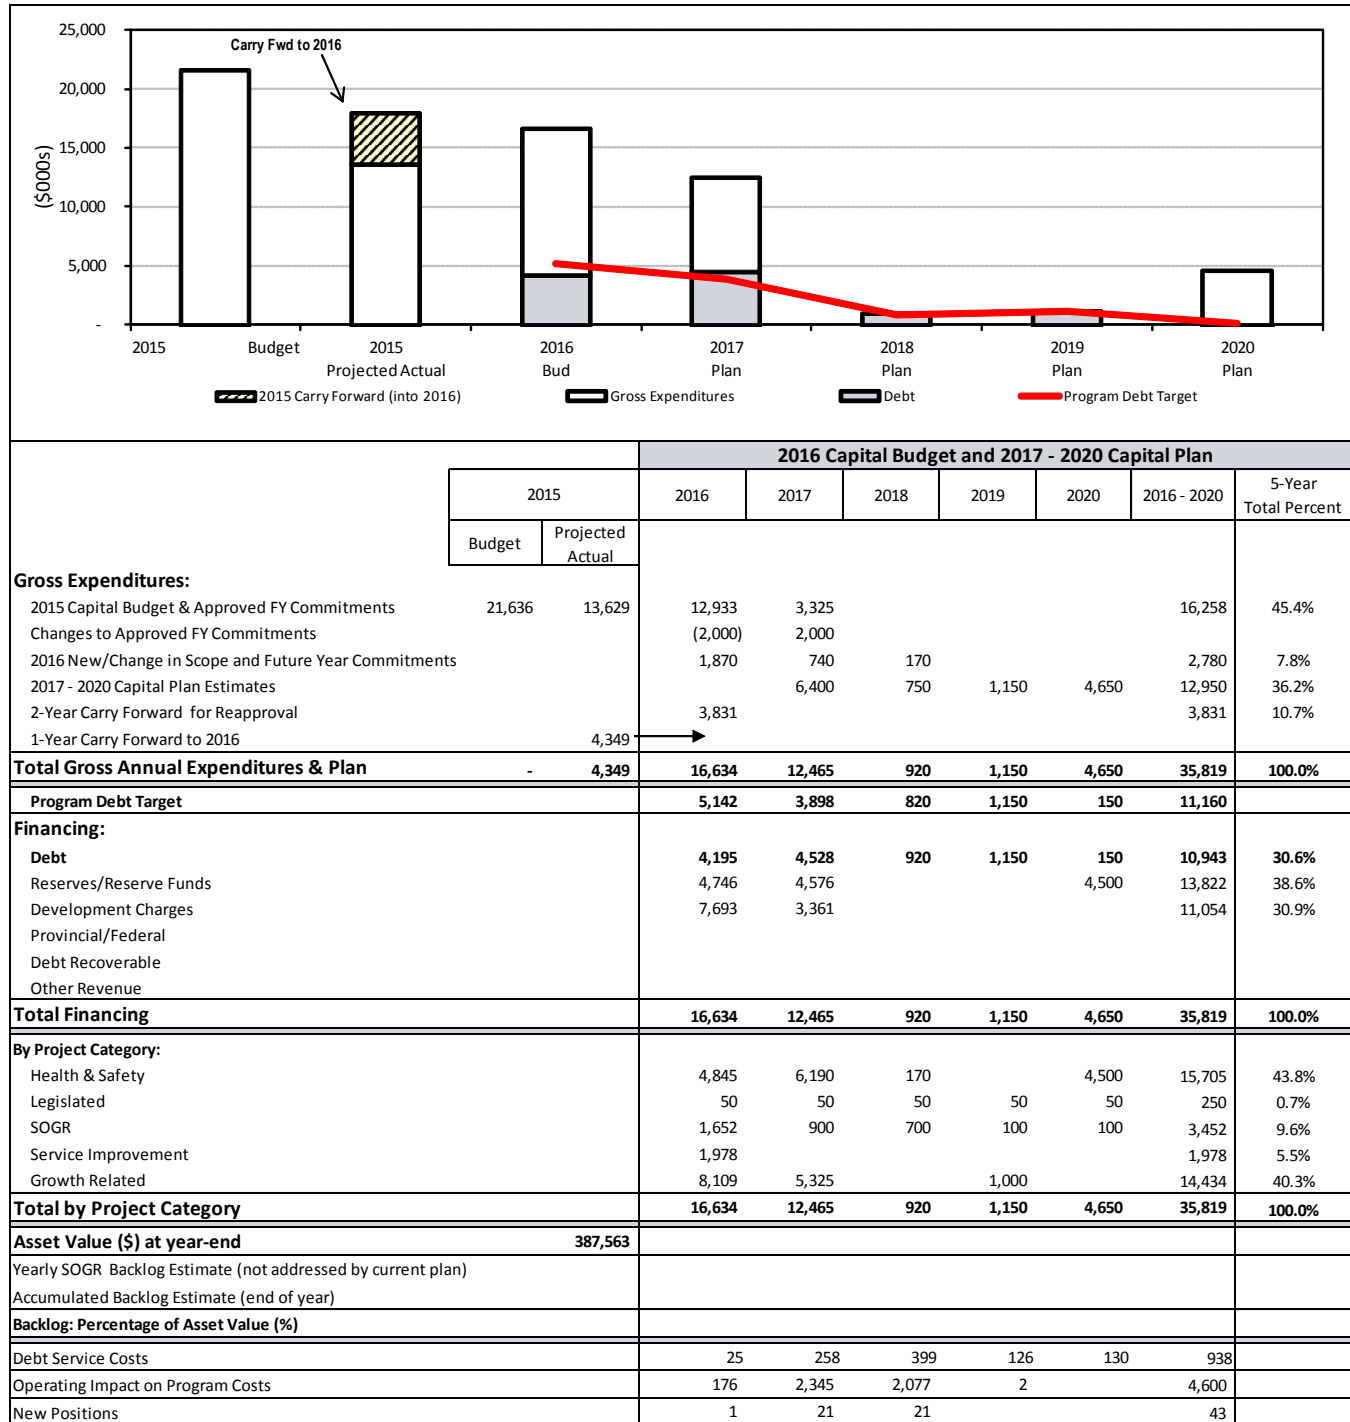 25,000
Carry Fwd to 2016
20,000
15,000
($000s)
10,000
5,000
-
2015 Budget 2015 2016 2017 2018 2019 2020
Projected Actual Bud Plan Plan Plan Plan
2015 Carry Forward (into 2016) Gross Expenditures Debt Program Debt Target
2016 Capital Budget and 2017 - 2020 Capital Plan
2015 2016 2017 2018 2019 2020 2016 - 2020 5-Year
Total Percent
Budget Projected
Actual
Gross Expenditures:
2015 Capital Budget & Approved FY Commitments 21,636 13,629 12,933 3,325 16,258 45.4%
Changes to Approved FY Commitments (2,000) 2,000
2016 New/Change in Scope and Future Year Commitments 1,870 740 170 2,780 7.8%
2017 - 2020 Capital Plan Estimates 6,400 750 1,150 4,650 12,950 36.2%
2-Year Carry Forward for Reapproval 3,831 3,831 10.7%
1-Year Carry Forward to 2016 4,349
Total Gross Annual Expenditures & Plan - 4,349 16,634 12,465 920 1,150 4,650 35,819 100.0%
Program Debt Target 5,142 3,898 820 1,150 150 11,160
Financing:
Debt 4,195 4,528 920 1,150 150 10,943 30.6%
Reserves/Reserve Funds 4,746 4,576 4,500 13,822 38.6%
Development Charges 7,693 3,361 11,054 30.9%
Provincial/Federal
Debt Recoverable
Other Revenue
Total Financing 16,634 12,465 920 1,150 4,650 35,819 100.0%
By Project Category:
Health & Safety 4,845 6,190 170 4,500 15,705 43.8%
Legislated 50 50 50 50 50 250 0.7%
SOGR 1,652 900 700 100 100 3,452 9.6%
Service Improvement 1,978 1,978 5.5%
Growth Related 8,109 5,325 1,000 14,434 40.3%
Total by Project Category 16,634 12,465 920 1,150 4,650 35,819 100.0%
Asset Value ($) at year-end 387,563
Yearly SOGR Backlog Estimate (not addressed by current plan)
Accumulated Backlog Estimate (end of year)
Backlog: Percentage of Asset Value (%)
Debt Service Costs 25 258 399 126 130 938
Operating Impact on Program Costs 176 2,345 2,077 2 4,600
New Positions 1 21 21 43